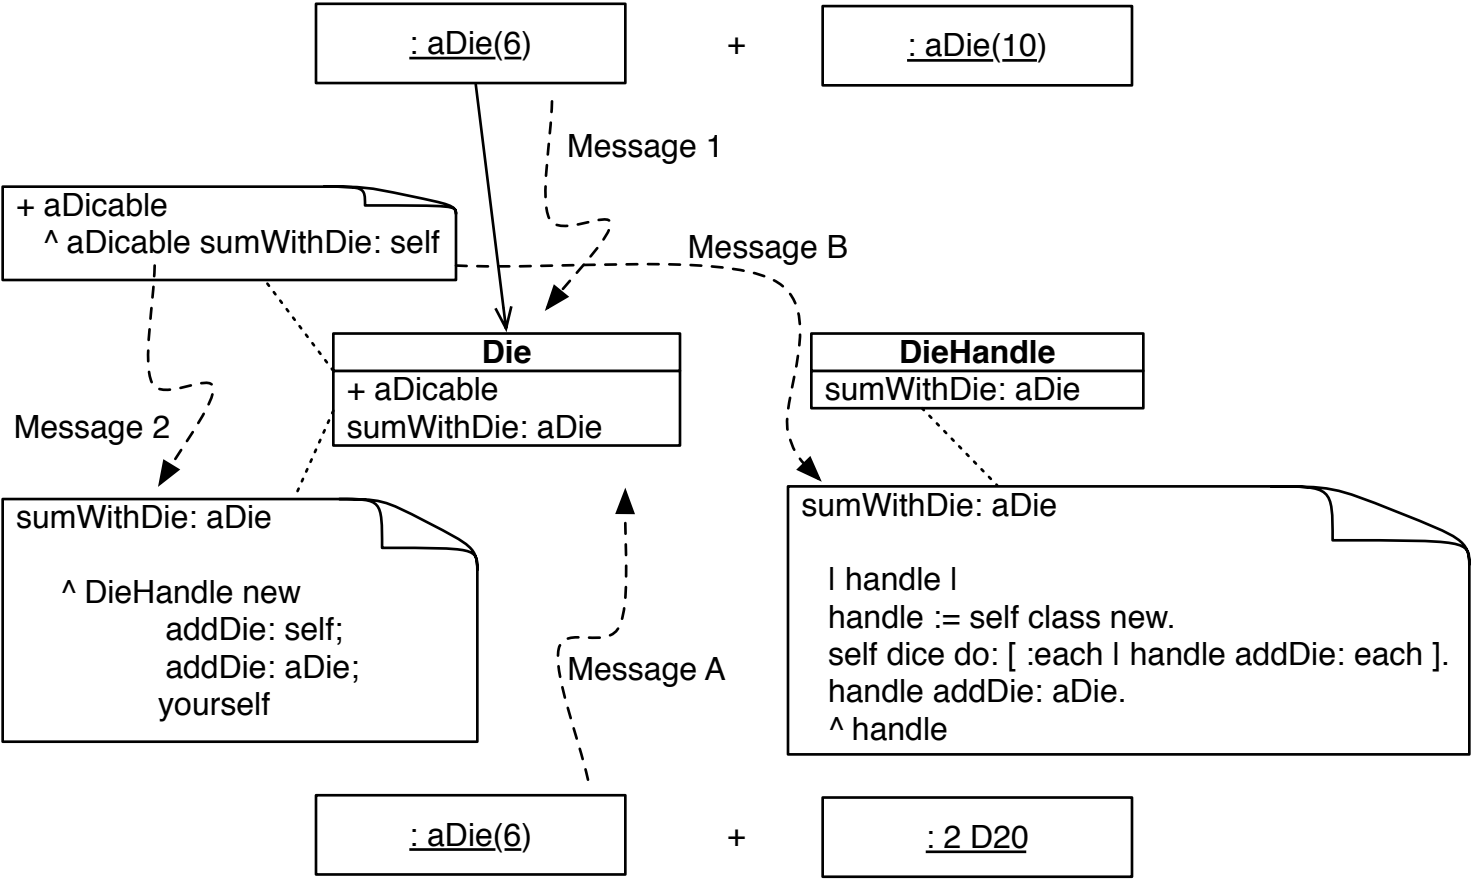 : aDie(6)
+
: aDie(10)
Message 1
+ aDicable
^ aDicable sumWithDie: self
Message B
Die
+ aDicable
sumWithDie: aDie
DieHandle
sumWithDie: aDie
Message 2
sumWithDie: aDie
^ DieHandle new
addDie: self;
addDie: aDie;
yourself
sumWithDie: aDie
| handle |
handle := self class new.
self dice do: [ :each | handle addDie: each ].
handle addDie: aDie.
^ handle
Message A
: aDie(6)
+
: 2 D20